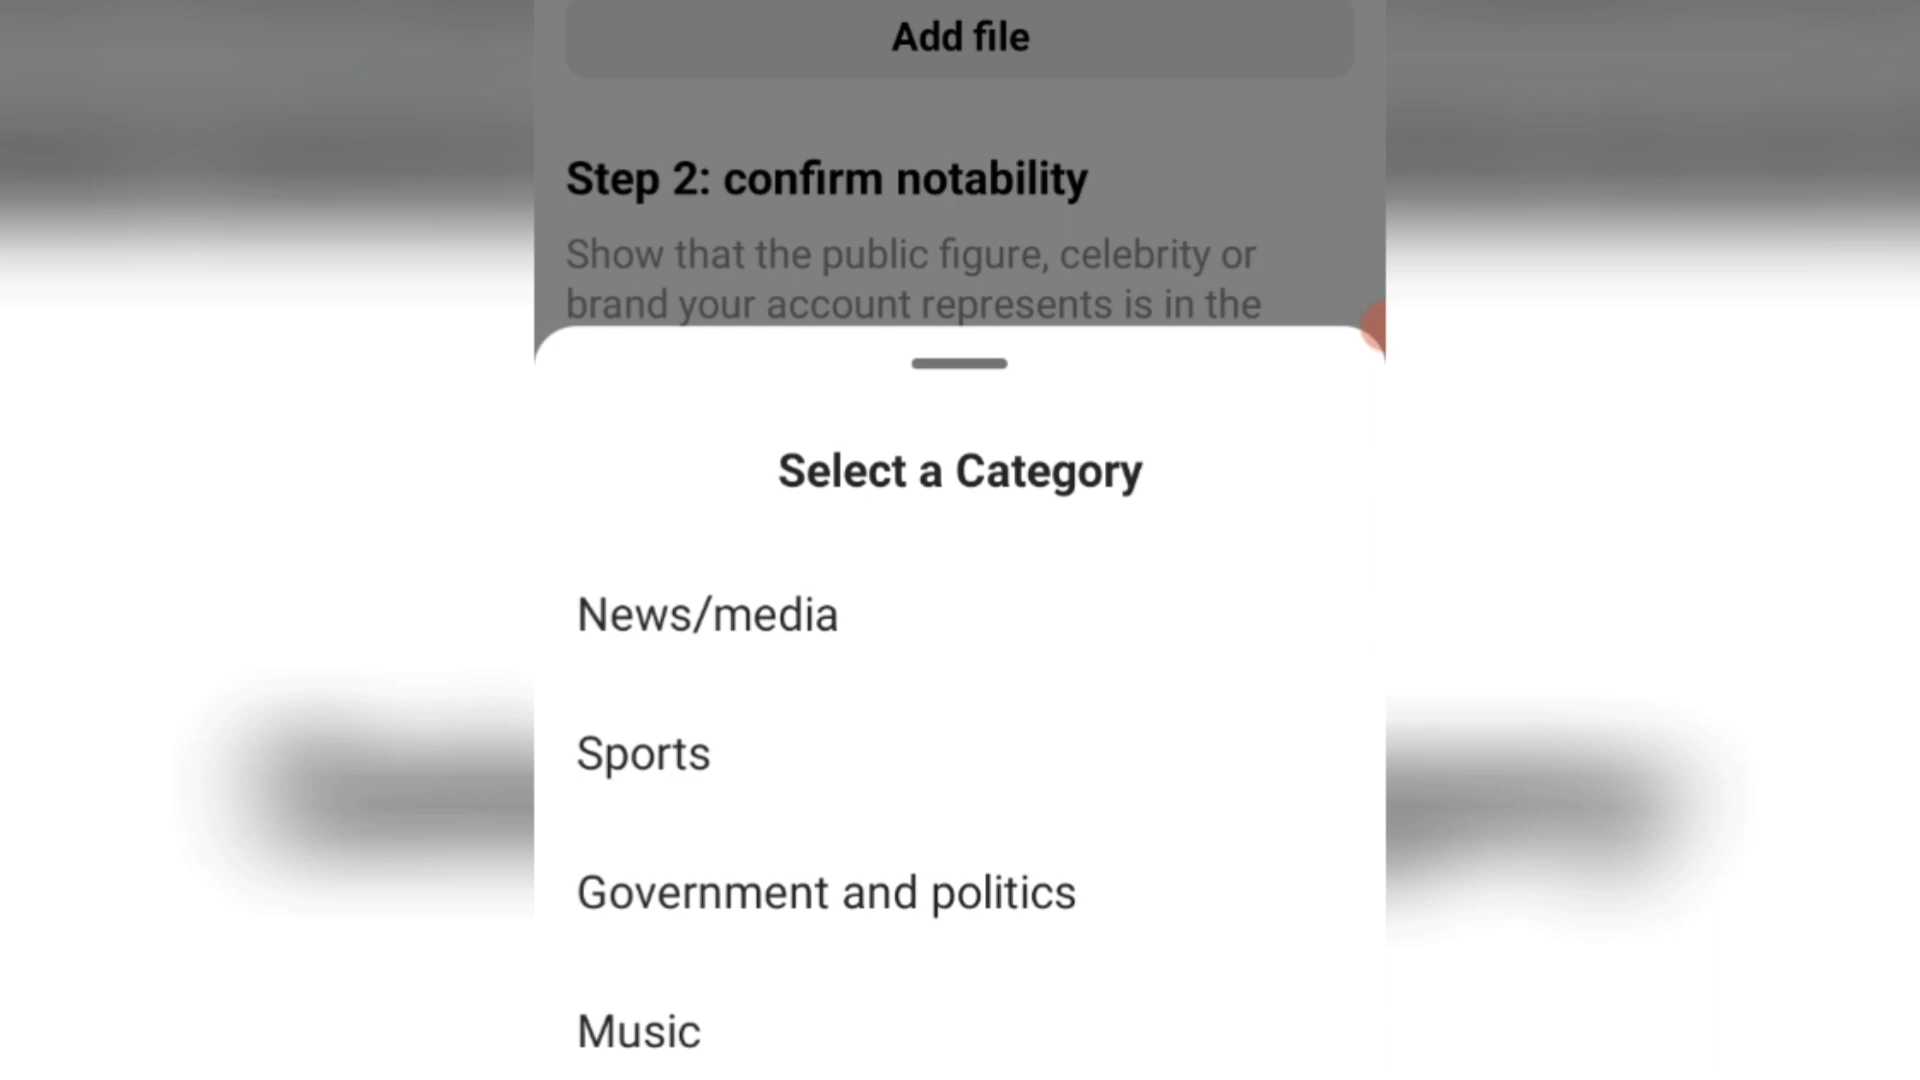 Add file
Step 2: confirm notability
Show that the public figure, celebrity or
brand your account represents is in the
Select a Category
News/media
Sports
Government and politics
Music